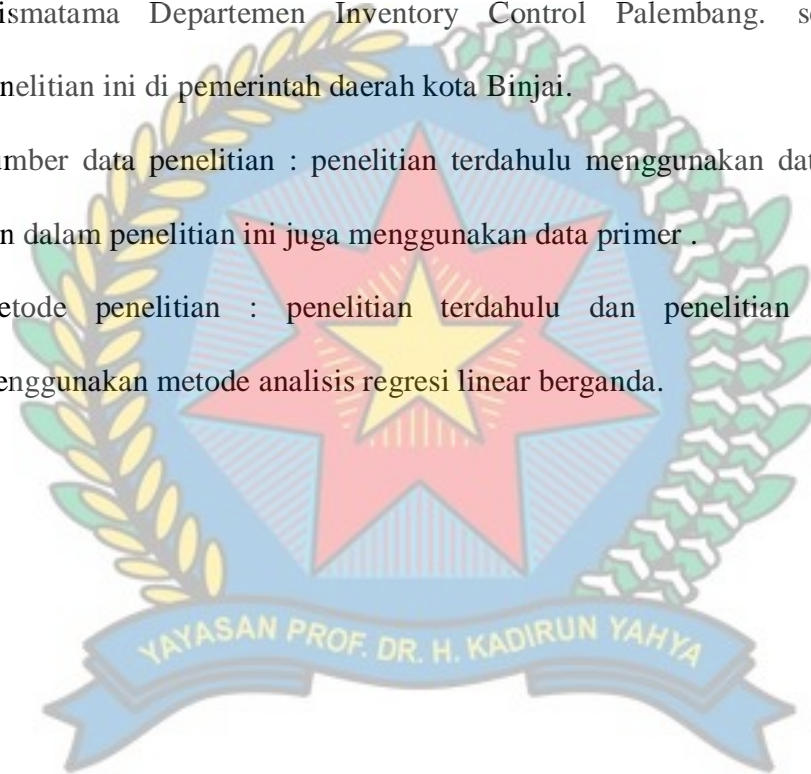 ismatama Departemen Inventory Control Palembang. s
nelitian ini di pemerintah daerah kota Binjai.
umber data penelitian : penelitian terdahulu menggunakan dat
n dalam penelitian ini juga menggunakan data primer .
etode penelitian : penelitian terdahulu dan penelitian
enggunakan metode analisis regresi linear berganda.
YAYASAN PROF. DR. H. KADIRUN YAHYA